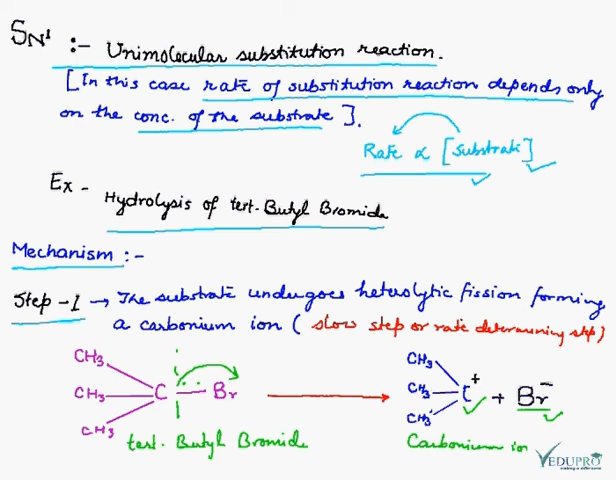 SN1 :- Unimolecular substitution reaction.
[In this case rate of substitution reaction depends only
on the conc. of the substrate].
Rate ∝ [Substrate]
Ex - Hydrolysis of tert. Butyl Bromide
Mechanism :-
Step-1 → The substrate undergoes heterolytic fission forming
a carbonium ion (slow step or rate determining step)
CH3
CH3 — C — Br
CH3
CH3
CH3 — C+ + Br-
CH3
tert. Butyl Bromide
Carbonium ion
VEDUPRO